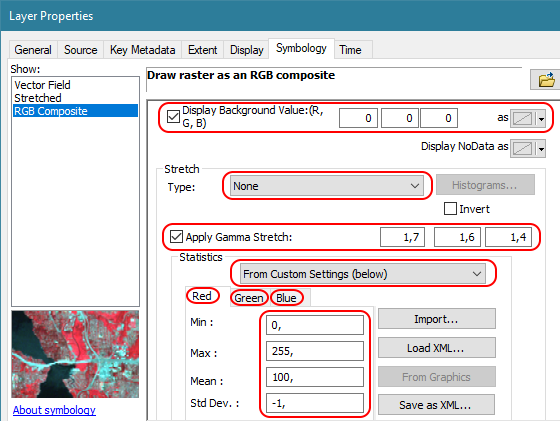 Layer Properties
General Source Key Metadata Extent Display Symbology Time
Show:
Vector Field
Stretched
RGB Composite
About symbology
Draw raster as an RGB composite
Display Background Value:(R, G, B) 0 0 0 as
Display NoData as
Stretch
Type: None Histograms...
Invert
Apply Gamma Stretch: 1,7 1,6 1,4
Statistics
From Custom Settings (below)
Red Green Blue
Min : 0, Import...
Max : 255, Load XML...
Mean : 100, From Graphics
Std Dev. : -1, Save as XML...